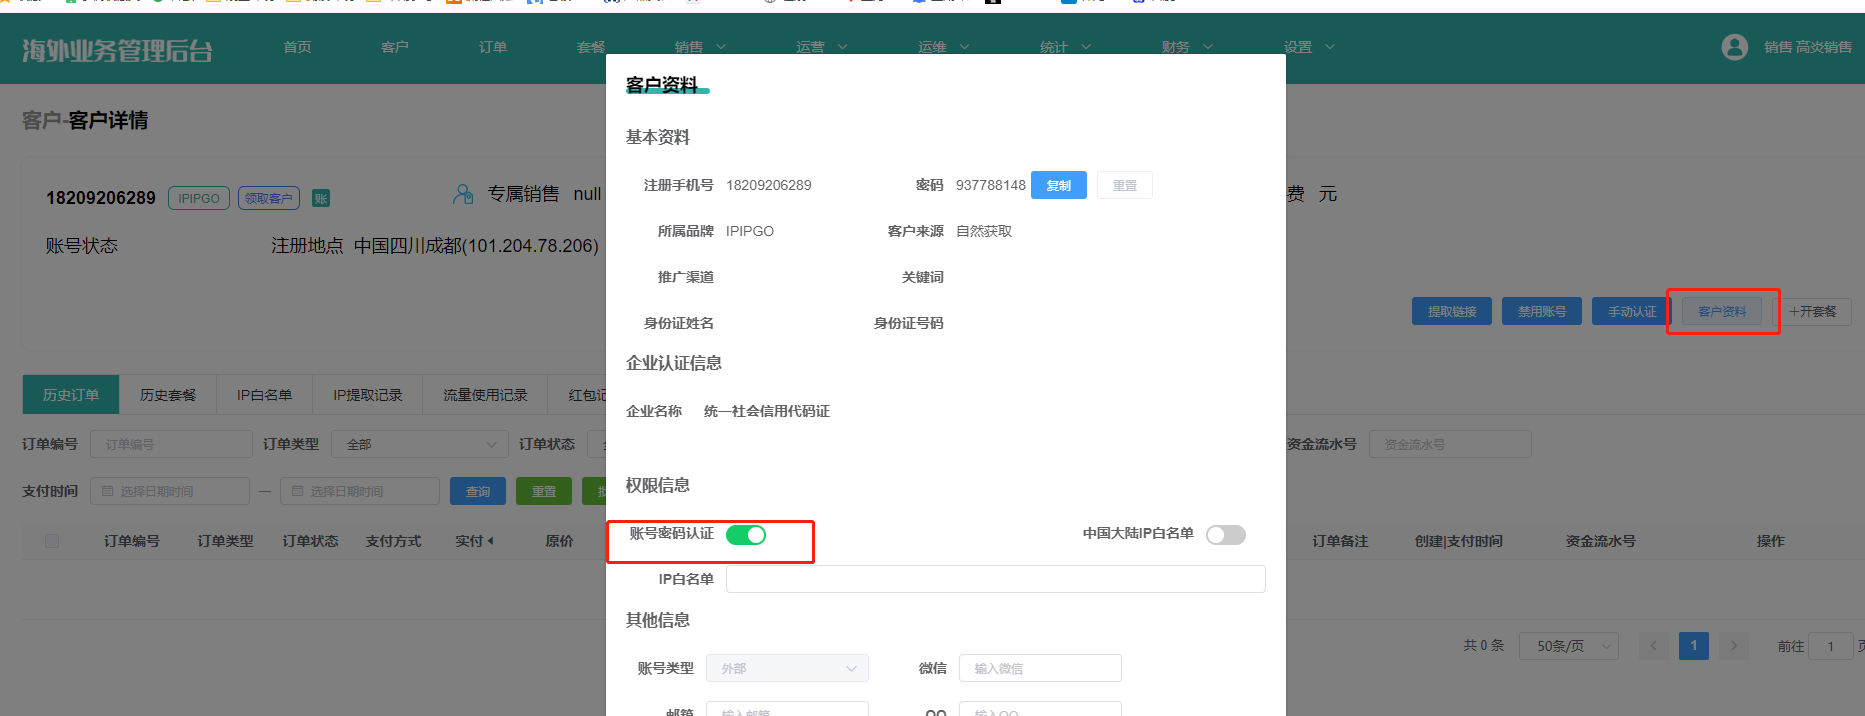 海外业务管理后台 首页 客户 订单 套餐 销售 运营 运维 统计 财务 设置 销售 高炎销售
客户-客户详情
18209206289 IPIPGO 领取客户 账 专属销售 null 费 元
账号状态 注册地点 中国四川成都(101.204.78.206)
提取链接 禁用账号 手动认证 客户资料 +开套餐
历史订单 历史套餐 IP白名单 IP提取记录 流量使用记录 红包记
订单编号 订单编号 订单类型 全部 订单状态 资金流水号 资金流水号
支付时间 选择日期时间 — 选择日期时间 查询 重置
订单编号 订单类型 订单状态 支付方式 实付 原价 订单备注 创建|支付时间 资金流水号 操作
共 0 条 50条/页 1 前往 1
客户资料
基本资料
注册手机号 18209206289 密码 937788148 复制 重置
所属品牌 IPIPGO 客户来源 自然获取
推广渠道 关键词
身份证姓名 身份证号码
企业认证信息
企业名称 统一社会信用代码证
权限信息
账号密码认证 中国大陆IP白名单
IP白名单
其他信息
账号类型 外部 微信 输入微信
邮箱 输入邮箱 QQ 输入QQ